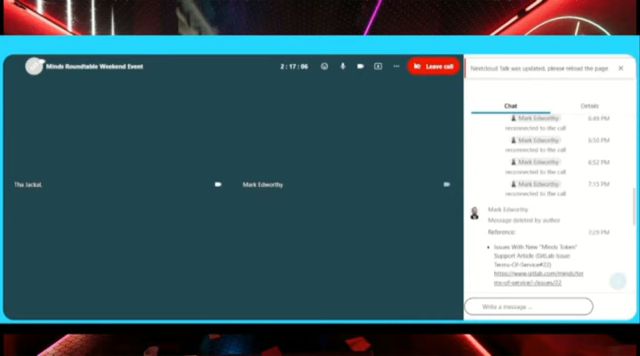 Minds Roundtable Weekend Event
2 : 17 : 06
Leave call
Nextcloud Talk was updated, please reload the page.
Chat
Details
Mark Edworthy
6:49 PM
reconnected to the call
Mark Edworthy
6:50 PM
reconnected to the call
Mark Edworthy
6:52 PM
reconnected to the call
Mark Edworthy
7:13 PM
reconnected to the call
The Jackal.
Mark Edworthy
Mark Edworthy
Message deleted by author
Reference:
7:29 PM
Issues With New "Minds Token"
Support Article (GitLab Issue
Terms-Of-Service#22)
https://www.gitlab.com/minds/ter
ms-of-service/-/issues/22
Write a message ...